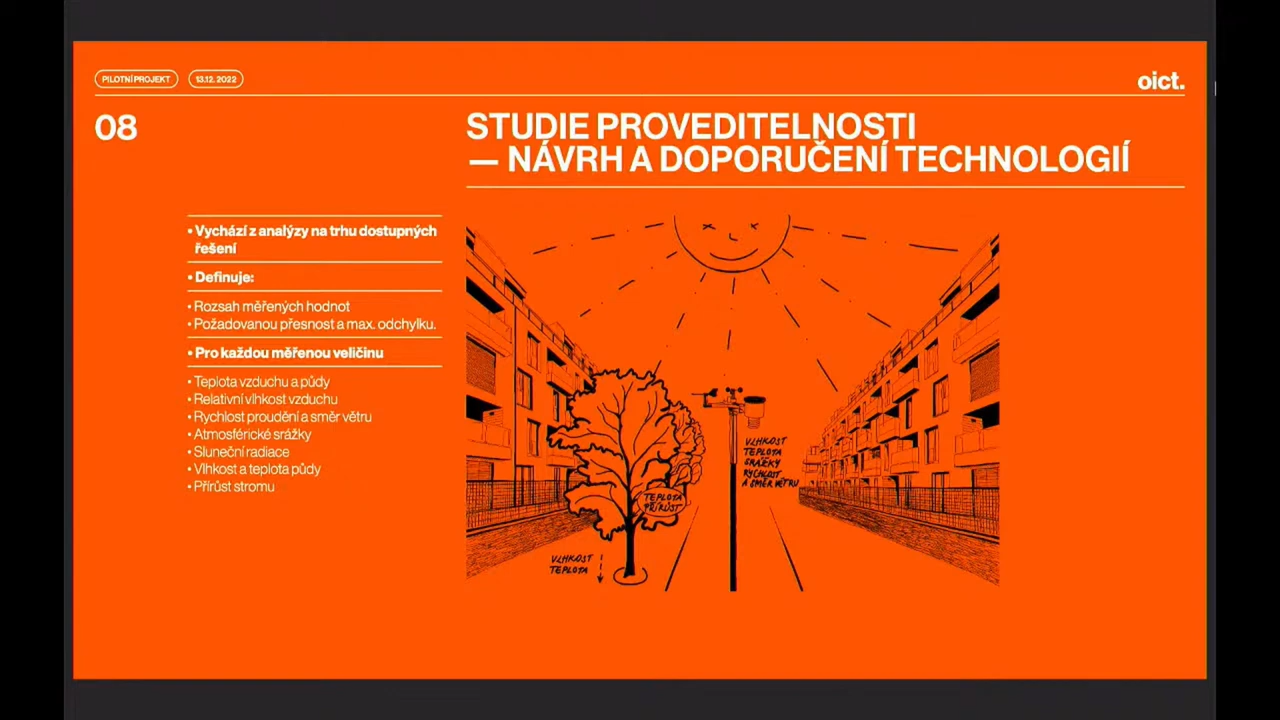 PILOTNÍ PROJEKT
13.12. 2022
oict.
08
STUDIE PROVEDITELNOSTI
— NÁVRH A DOPORUČENÍ TECHNOLOGIÍ
• Vychází z analýzy na trhu dostupných
řešení
• Definuje:
• Rozsah měřených hodnot
• Požadovanou přesnost a max. odchylku.
• Pro každou měřenou veličinu
• Teplota vzduchu a půdy
• Relativní vlhkost vzduchu
• Rychlost proudění a směr větru
• Atmosférické srážky
• Sluneční radiace
• Vlhkost a teplota půdy
• Přírůst stromu
VLHKOST
TEPLOTA
SRÁŽKY
RYCHLOST
A SMĚR VĚTRU
TEPLOTA
PŘÍRŮST
VLHKOST
TEPLOTA